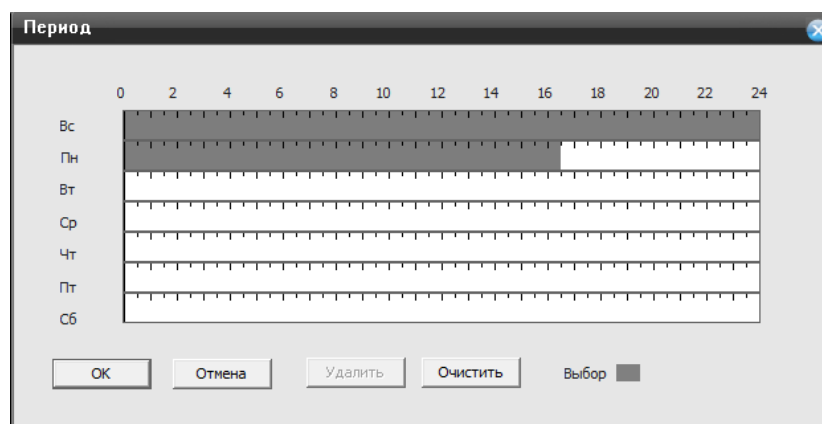 Период
0 2 4 6 8 10 12 14 16 18 20 22 24
Вс
Пн
Вт
Ср
Чт
Пт
Сб
OK Отмена Удалить Очистить Выбор